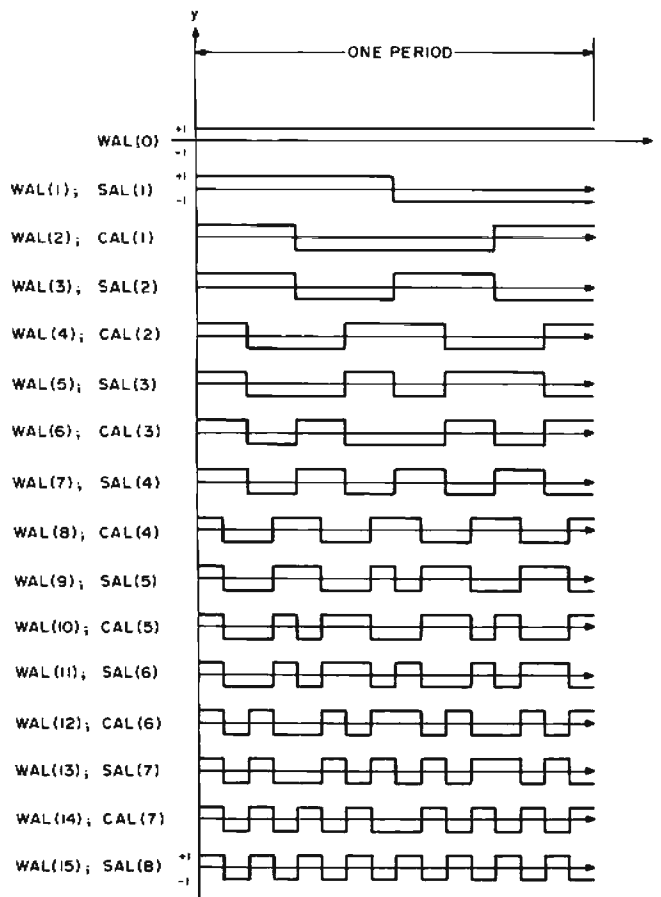 y
ONE PERIOD
+1
WAL(0)
-1
+1
WAL(1); SAL(1)
-1
WAL(2); CAL(1)
WAL(3); SAL(2)
WAL(4); CAL(2)
WAL(5); SAL(3)
WAL(6); CAL(3)
WAL(7); SAL(4)
WAL(8); CAL(4)
WAL(9); SAL(5)
WAL(10); CAL(5)
WAL(11); SAL(6)
WAL(12); CAL(6)
WAL(13); SAL(7)
WAL(14); CAL(7)
+1
WAL(15); SAL(8)
-1